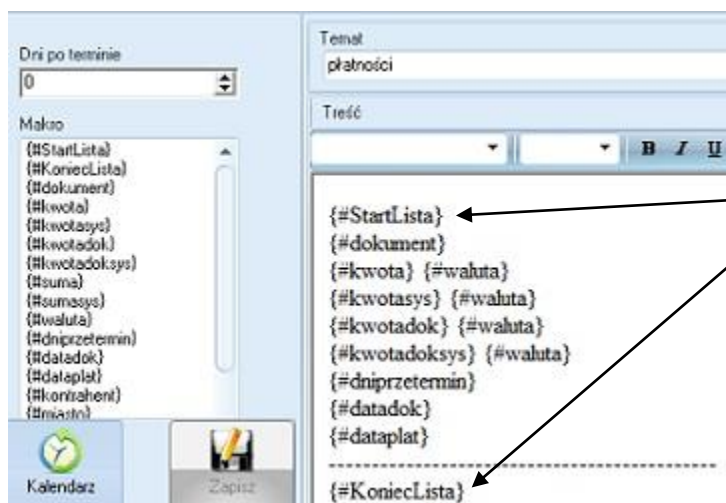 Dni po terminie
0
Makro
{#StartLista}
{#KoniecLista}
{#dokument}
{#kwota}
{#kwotasys}
{#kwotadok}
{#kwotadoksys}
{#suma}
{#sumasys}
{#waluta}
{#dniprzetermin}
{#datadok}
{#dataplat}
{#kontrahent}
{#miasto}
Kalendarz
Zapisz
Temat
płatności
Treść
B I U
{#StartLista}
{#dokument}
{#kwota} {#waluta}
{#kwotasys} {#waluta}
{#kwotadok} {#waluta}
{#kwotadoksys} {#waluta}
{#dniprzetermin}
{#datadok}
{#dataplat}
{#KoniecLista}